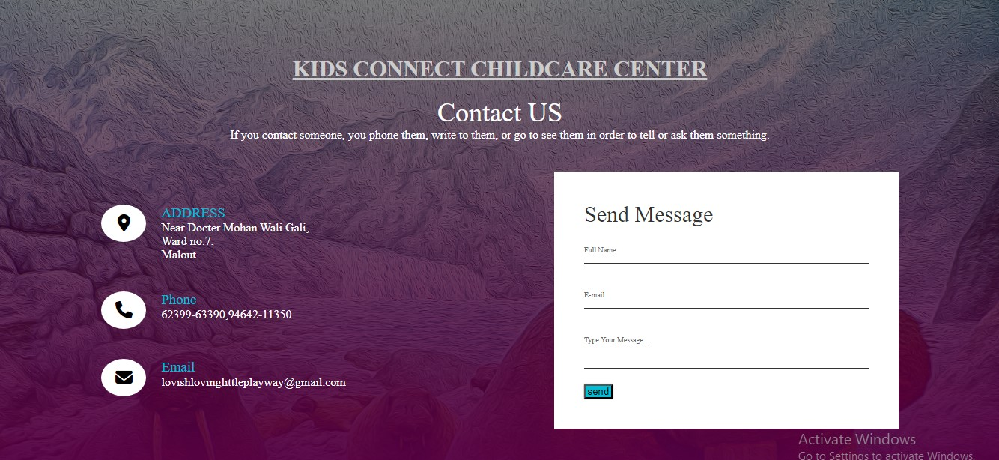 KIDS CONNECT CHILDCARE CENTER
Contact US
If you contact someone, you phone them, write to them, or go to see them in order to tell or ask them something.
ADDRESS
Near Docter Mohan Wali Gali,
Ward no.7,
Malout
Phone
62399-63390,94642-11350
Email
lovishlovinglittleplayway@gmail.com
Send Message
Full Name
E-mail
Type Your Message....
send
Activate Windows
Go to Settings to activate Windows.